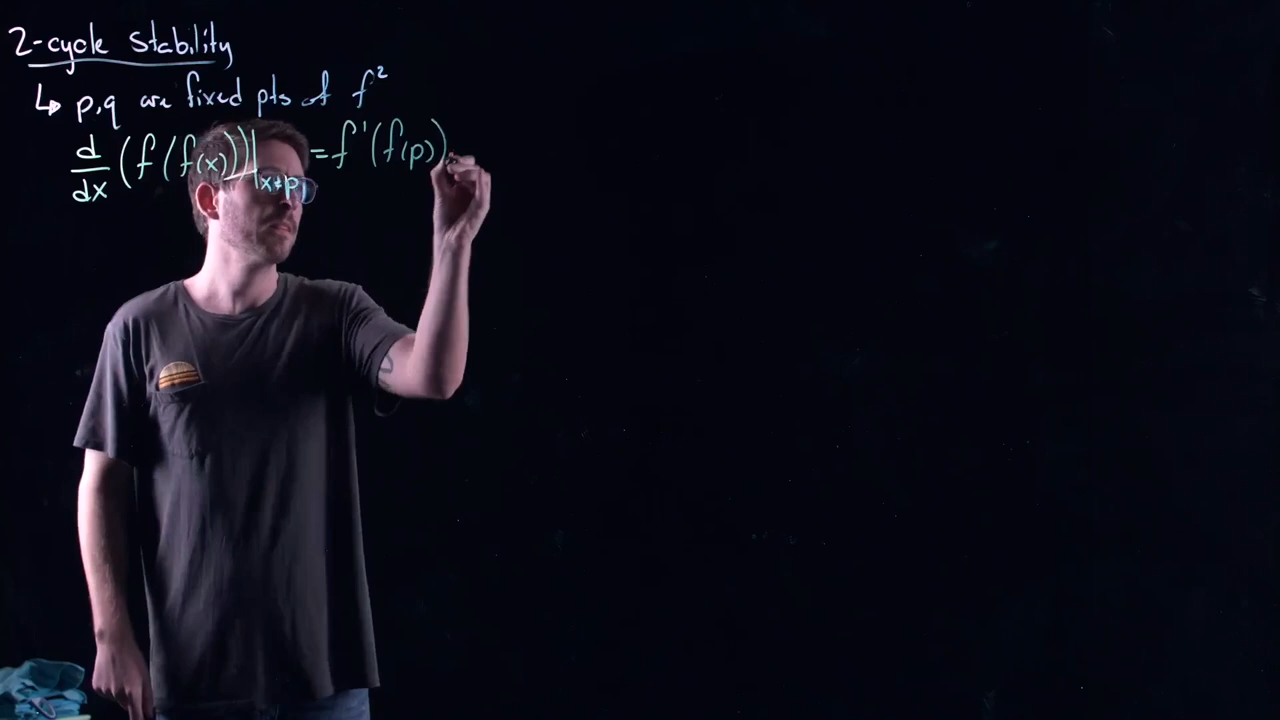 2-cycle stability
↳ p,q are fixed pts of f²
d/dx (f(f(x)))|x=p = f'(f(p))